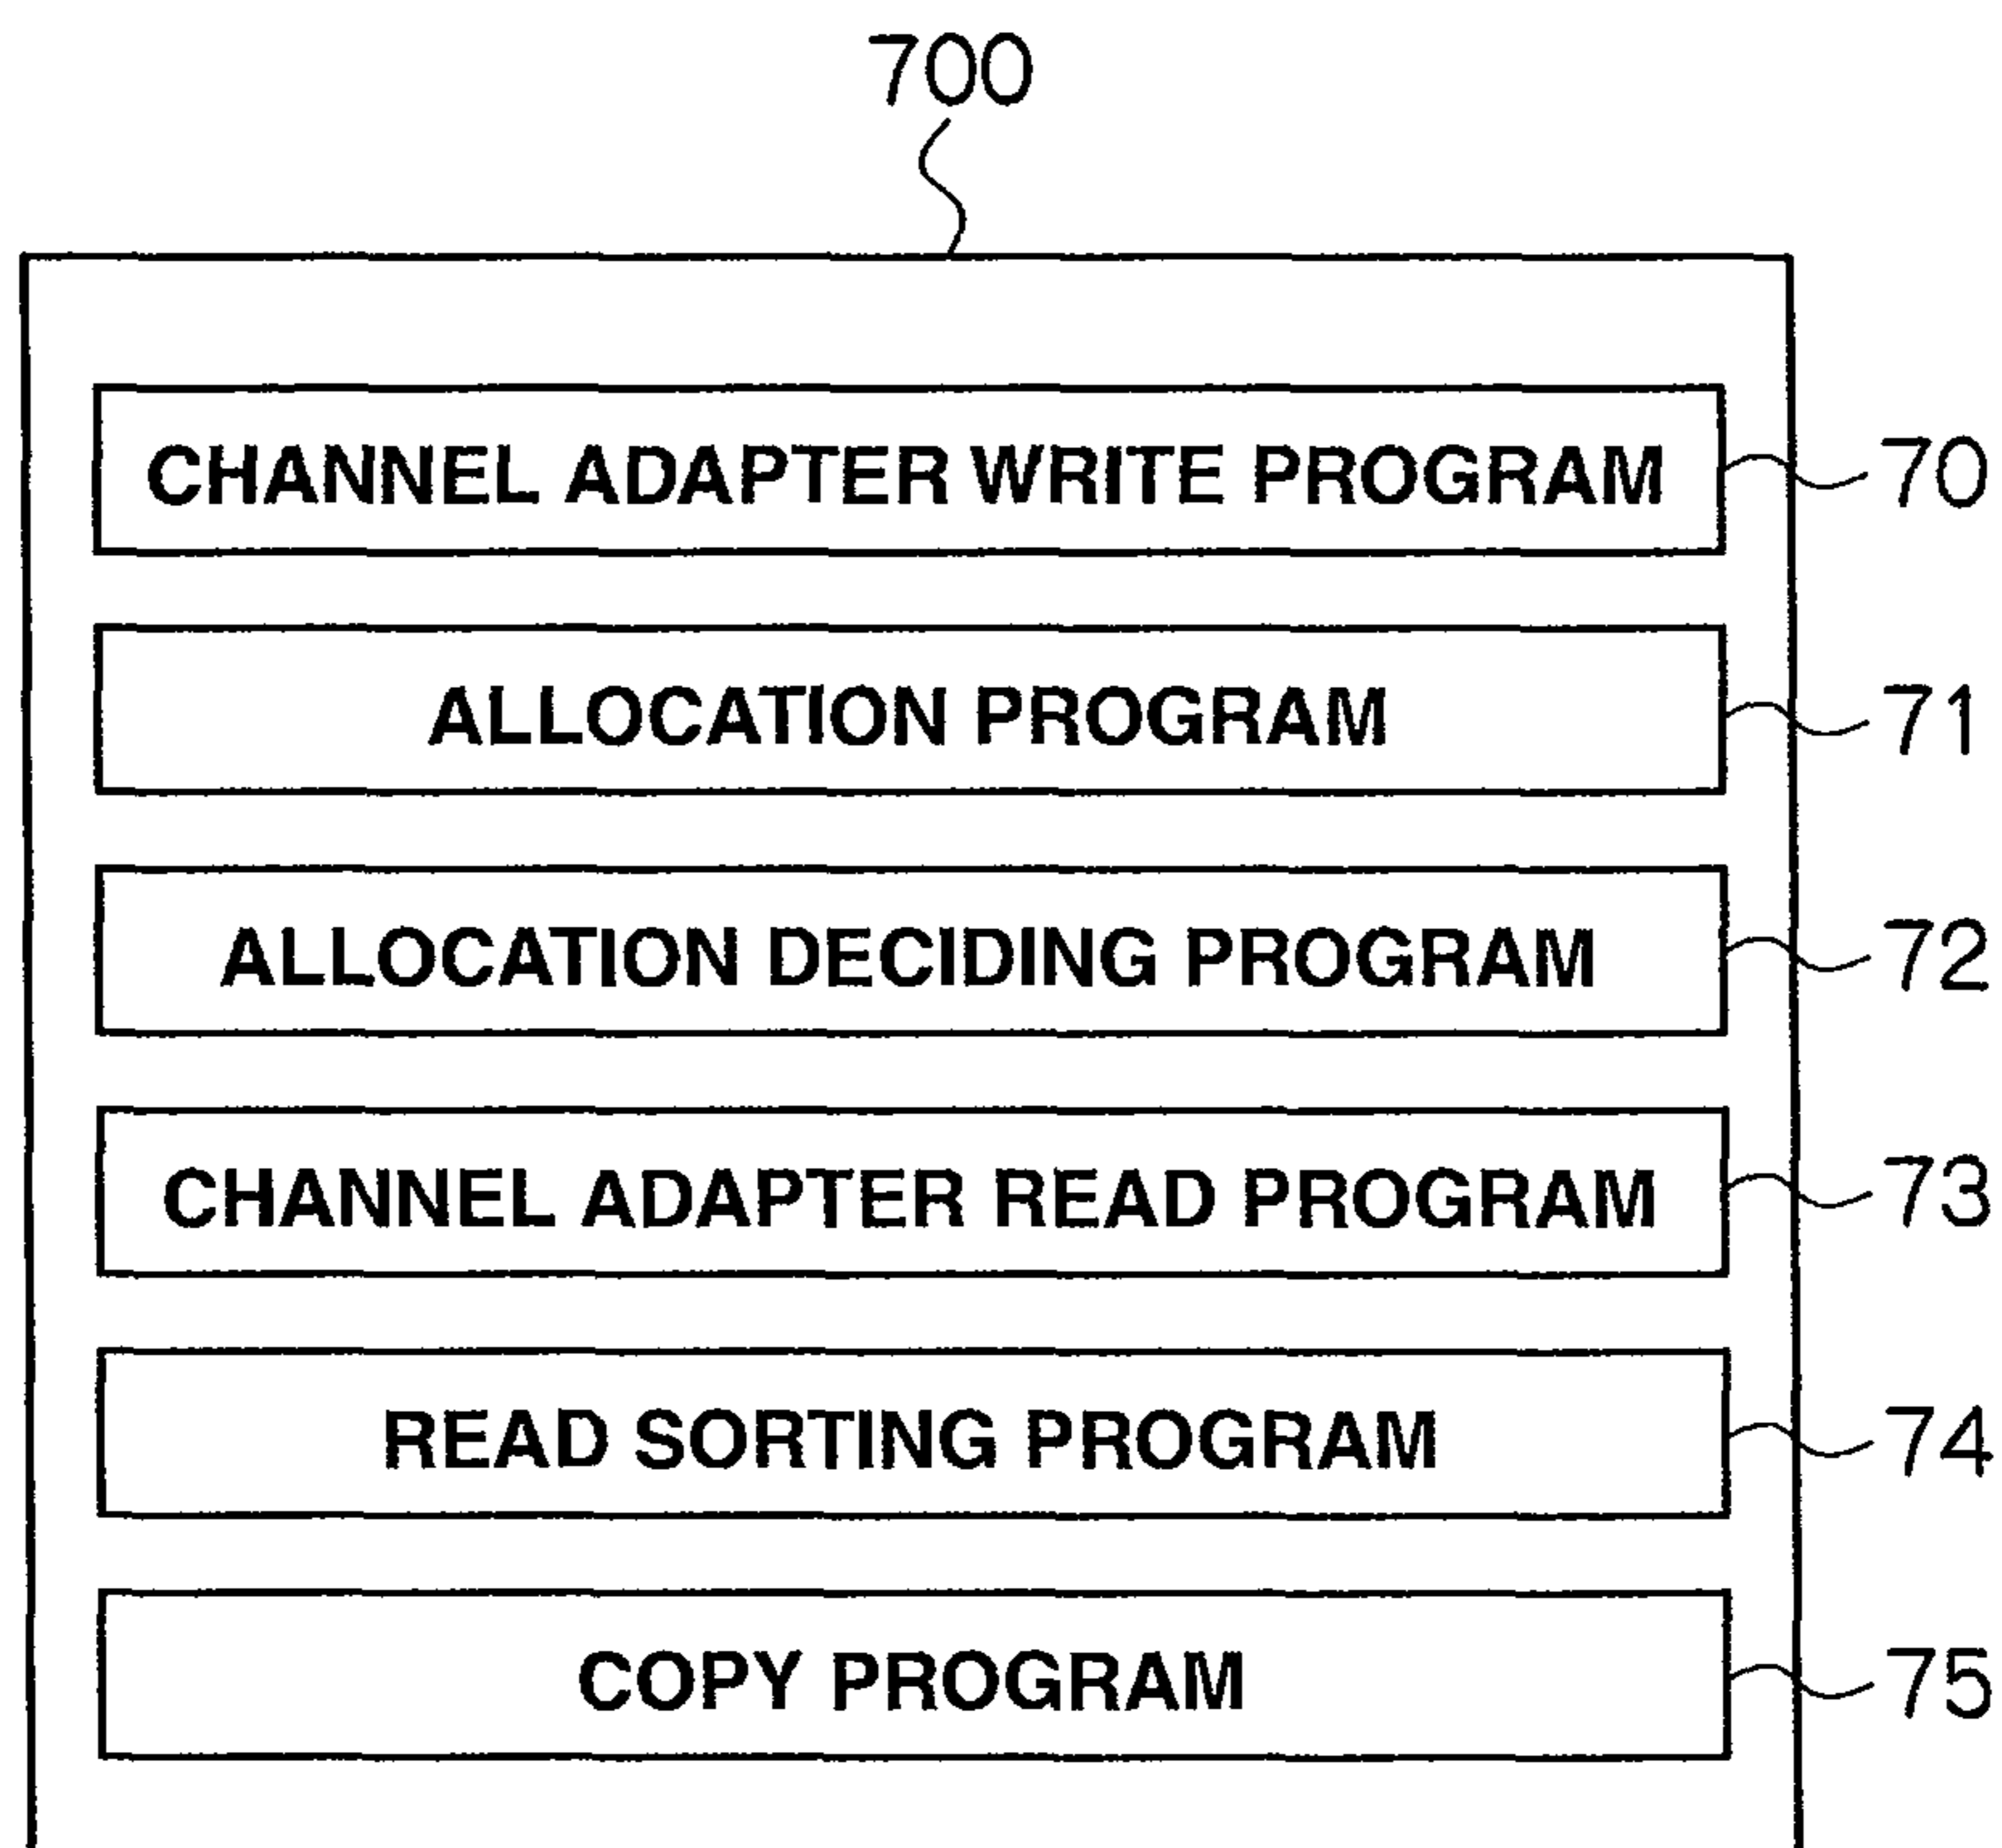 700
CHANNEL ADAPTER WRITE PROGRAM 70
ALLOCATION PROGRAM 71
ALLOCATION DECIDING PROGRAM 72
CHANNEL ADAPTER READ PROGRAM 73
READ SORTING PROGRAM 74
COPY PROGRAM 75